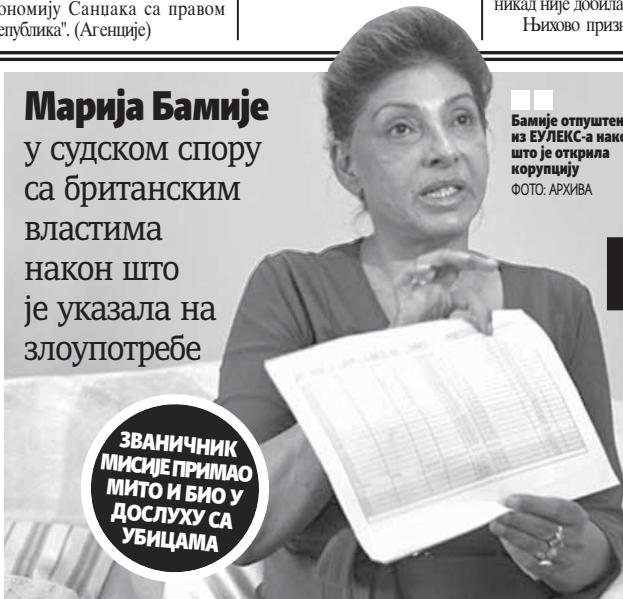 ономију Санџака са правом
епублика". (Агенције)
никад није добила
Њихово призн
Марија Бамије
у судском спору
са британским
властима
након што
је указала на
злоупотребе
Бамије отпуштен
из ЕУЛЕКС-а нако
што је открила
корупцију
ФОТО: АРХИВА
ЗВАНИЧНИК
МИСИЈЕ ПРИМАО
МИТО И БИО У
ДОСЛУХУ СА
УБИЦАМА